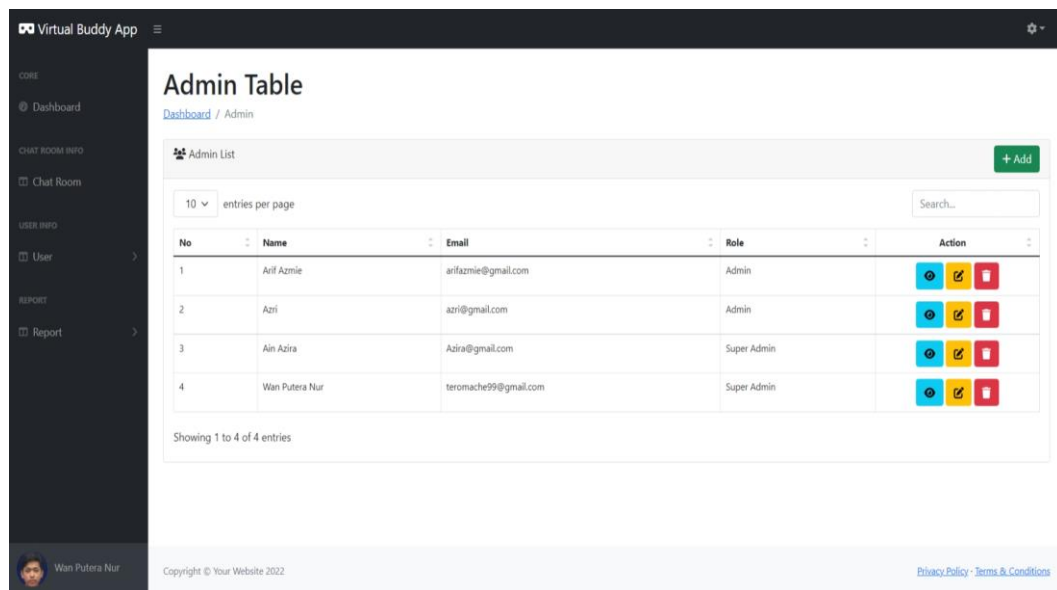 Virtual Buddy App
CORE
Dashboard
CHAT ROOM INFO
Chat Room
USER INFO
User
REPORT
Report
Wan Putera Nur
Admin Table
Dashboard / Admin
Admin List
+ Add
10 entries per page
Search...
No Name Email Role Action
1 Arif Azmie arifazmie@gmail.com Admin
2 Azri azri@gmail.com Admin
3 Ain Azira Azira@gmail.com Super Admin
4 Wan Putera Nur teromache99@gmail.com Super Admin
Showing 1 to 4 of 4 entries
Copyright © Your Website 2022
Privacy Policy · Terms & Conditions